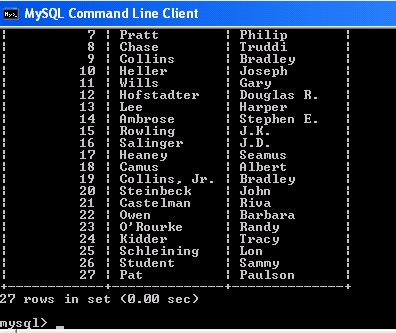 MySQL Command Line Client
| 7 | Pratt | Philip |
| 8 | Chase | Truddi |
| 9 | Collins | Bradley |
| 10 | Heller | Joseph |
| 11 | Wills | Gary |
| 12 | Hofstadter | Douglas R. |
| 13 | Lee | Harper |
| 14 | Ambrose | Stephen E. |
| 15 | Rowling | J.K. |
| 16 | Salinger | J.D. |
| 17 | Heaney | Seamus |
| 18 | Camus | Albert |
| 19 | Collins, Jr. | Bradley |
| 20 | Steinbeck | John |
| 21 | Castelman | Riva |
| 22 | Owen | Barbara |
| 23 | O'Rourke | Randy |
| 24 | Kidder | Tracy |
| 25 | Schleining | Lon |
| 26 | Student | Sammy |
| 27 | Pat | Paulson |
+------------+--------------+---------------+
27 rows in set (0.00 sec)
mysql> _